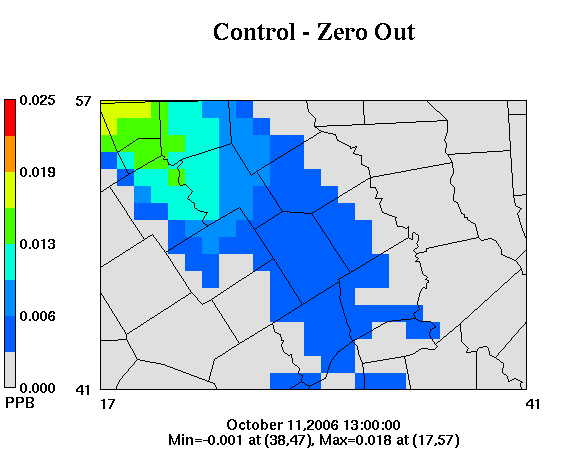 Control - Zero Out
0.025
0.019
0.013
0.006
0.000
PPB
57
41
17
41
October 11,2006 13:00:00
Min=-0.001 at (38,47), Max=0.018 at (17,57)